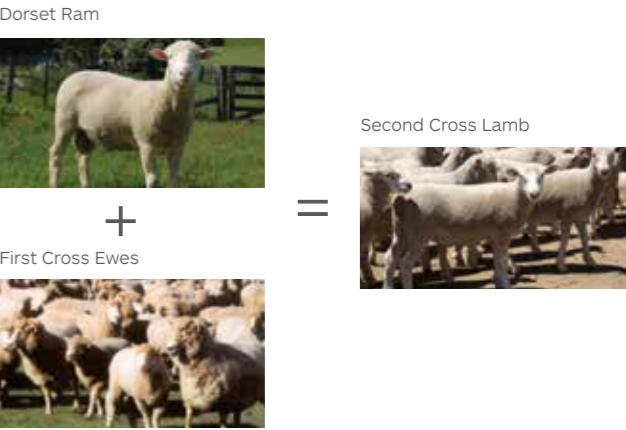 Dorset Ram
+
First Cross Ewes
=
Second Cross Lamb